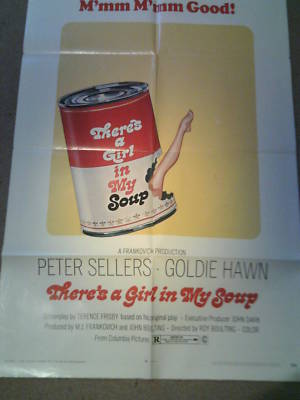 M'mm M'mm Good!
There's
a
Girl
in
My
Soup
A FRANKOVICH PRODUCTION
PETER SELLERS · GOLDIE HAWN
There's a Girl in My Soup
Screenplay by TERENCE FRISBY based on his original play · Executive Producer JOHN DARK
Produced by M.J. FRANKOVICH and JOHN BOULTING · Directed by ROY BOULTING · COLOR
From Columbia Pictures
R